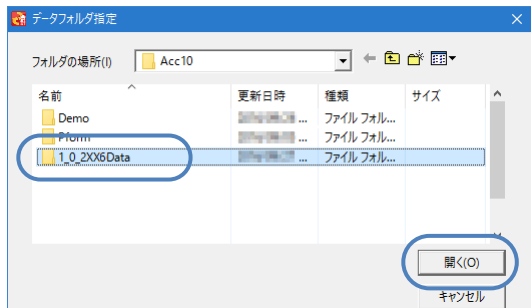 データフォルダ指定
フォルダの場所(I) Acc10
名前 更新日時 種類 サイズ
Demo ... ファイル フォル...
Pform ... ファイル フォル...
1_0_2XX6Data ... ファイル フォル...
開く(O)
キャンセル